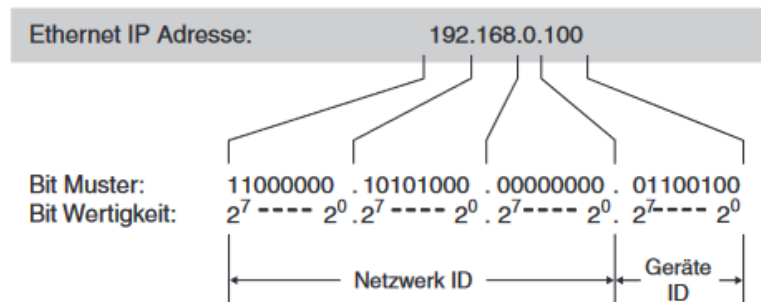 Ethernet IP Adresse: 192.168.0.100
Bit Muster: 11000000 . 10101000 . 00000000 . 01100100
Bit Wertigkeit: 2⁷ ---- 2⁰ . 2⁷ ---- 2⁰ . 2⁷ ---- 2⁰ . 2⁷ ---- 2⁰
Netzwerk ID
Geräte
ID